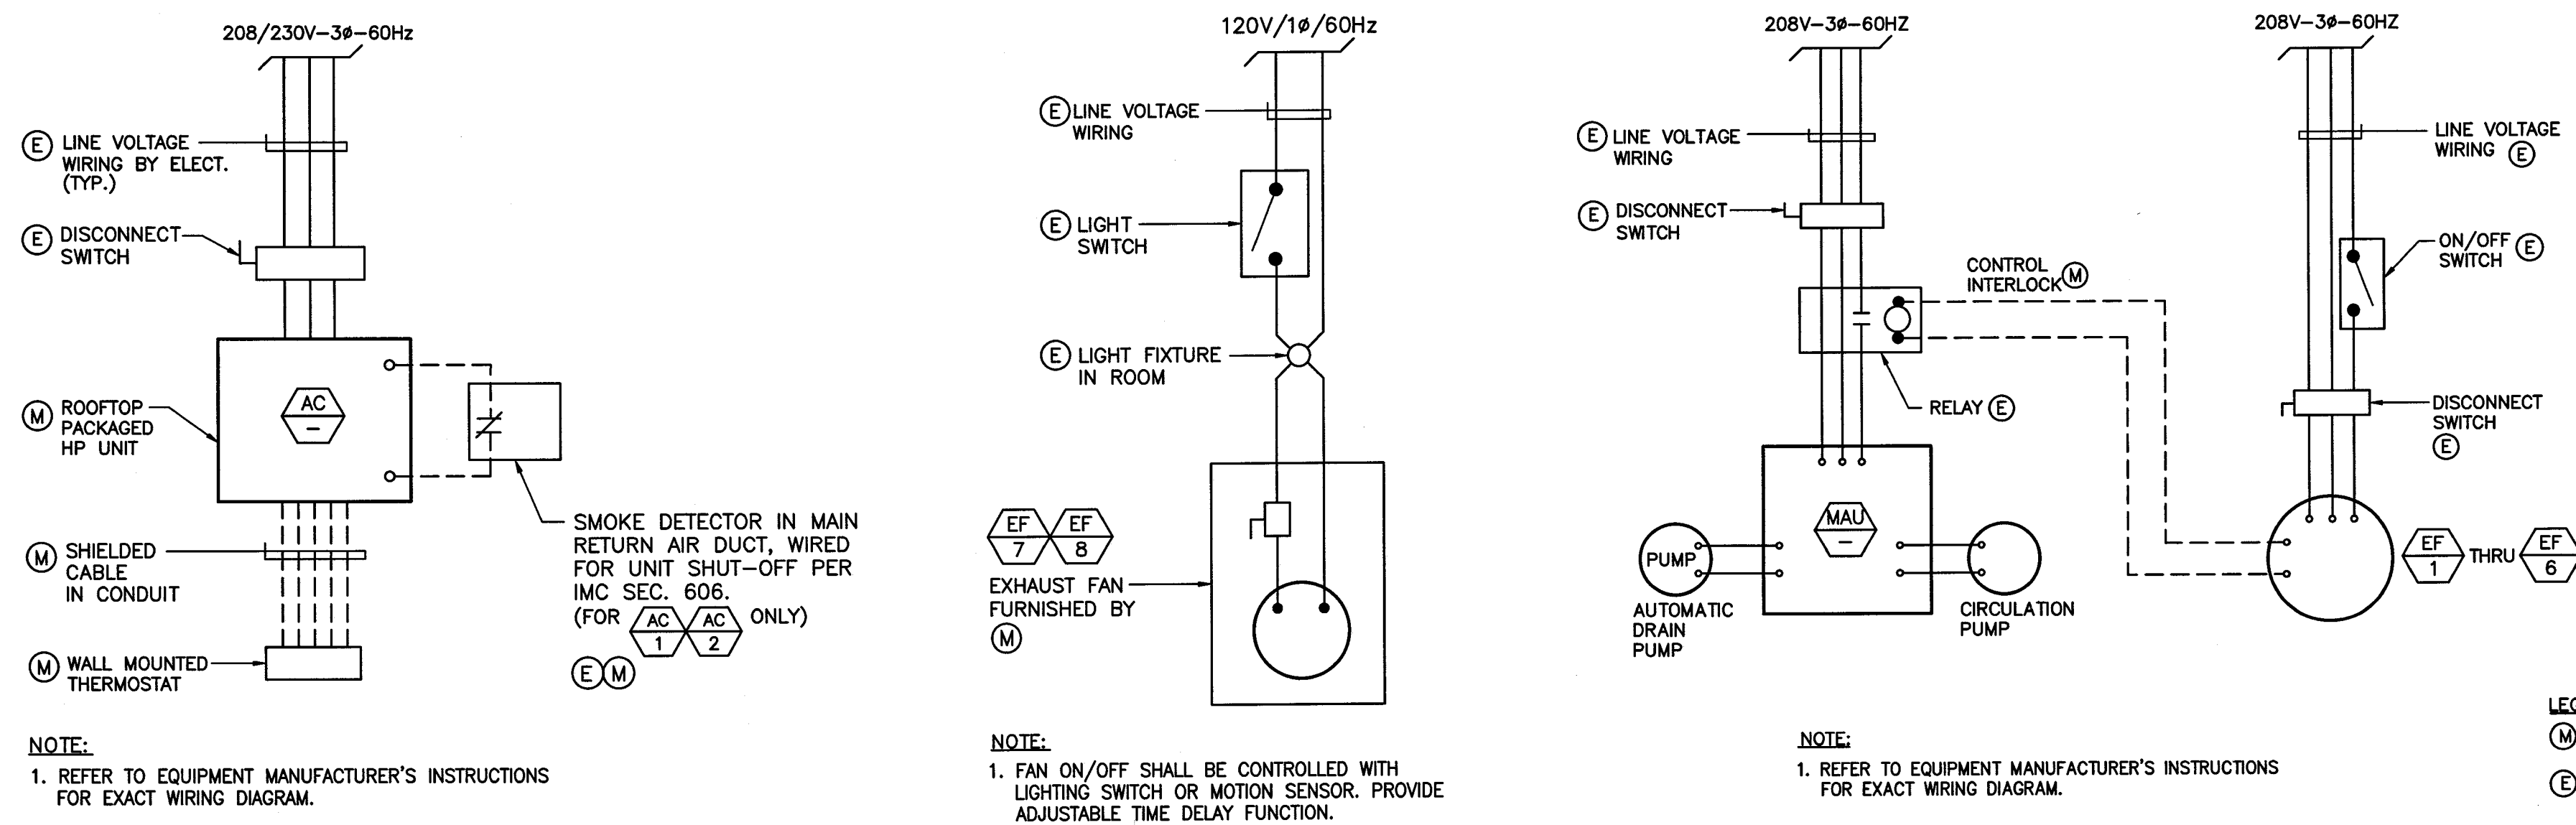 208/230V-3ø-60Hz
E LINE VOLTAGE
WIRING BY ELECT.
(TYP.)
E DISCONNECT
SWITCH
M ROOFTOP
PACKAGED
HP UNIT
AC
-
M SHIELDED
CABLE
IN CONDUIT
M WALL MOUNTED
THERMOSTAT
SMOKE DETECTOR IN MAIN
RETURN AIR DUCT, WIRED
FOR UNIT SHUT-OFF PER
IMC SEC. 606.
(FOR AC 1 AC 2 ONLY)
E M
NOTE:
1. REFER TO EQUIPMENT MANUFACTURER'S INSTRUCTIONS
FOR EXACT WIRING DIAGRAM.
120V/1ø/60Hz
E LINE VOLTAGE
WIRING
E LIGHT
SWITCH
E LIGHT FIXTURE
IN ROOM
EF 7 EF 8
EXHAUST FAN
FURNISHED BY
M
NOTE:
1. FAN ON/OFF SHALL BE CONTROLLED WITH
LIGHTING SWITCH OR MOTION SENSOR. PROVIDE
ADJUSTABLE TIME DELAY FUNCTION.
208V-3ø-60HZ
E LINE VOLTAGE
WIRING
E DISCONNECT
SWITCH
CONTROL
INTERLOCK M
RELAY E
MAU
-
PUMP
AUTOMATIC
DRAIN
PUMP
CIRCULATION
PUMP
208V-3ø-60HZ
LINE VOLTAGE
WIRING E
ON/OFF E
SWITCH
DISCONNECT
SWITCH
E
EF 1 THRU EF 6
NOTE:
1. REFER TO EQUIPMENT MANUFACTURER'S INSTRUCTIONS
FOR EXACT WIRING DIAGRAM.
M
E